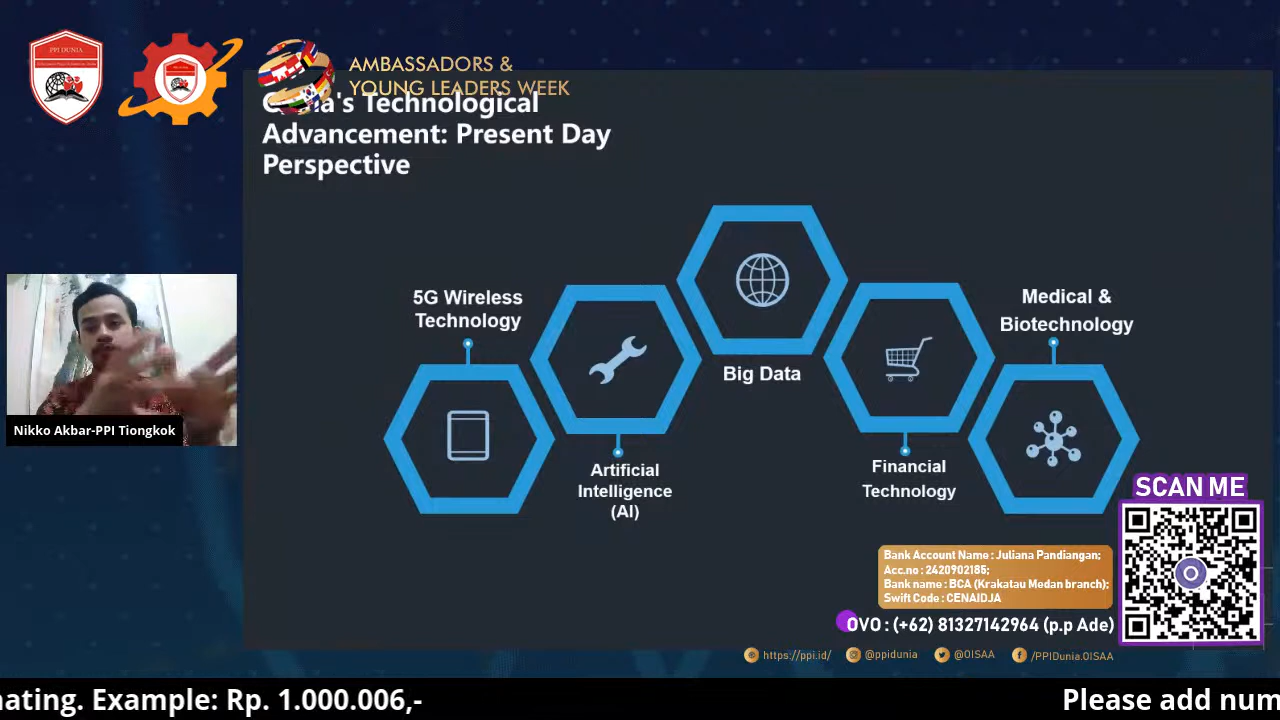 PPI DUNIA
AMBASSADORS &
YOUNG LEADERS WEEK
China's Technological
Advancement: Present Day
Perspective
5G Wireless
Technology
Artificial
Intelligence
(AI)
Big Data
Financial
Technology
Medical &
Biotechnology
Nikko Akbar-PPI Tiongkok
SCAN ME
Bank Account Name : Juliana Pandiangan;
Acc.no : 2420902185;
Bank name : BCA (Krakatau Medan branch);
Swift Code : CENAIDJA
OVO : (+62) 81327142964 (p.p Ade)
https://ppi.id/ @ppidunia @OISAA /PPIDunia.OISAA
nating. Example: Rp. 1.000.006,- Please add num